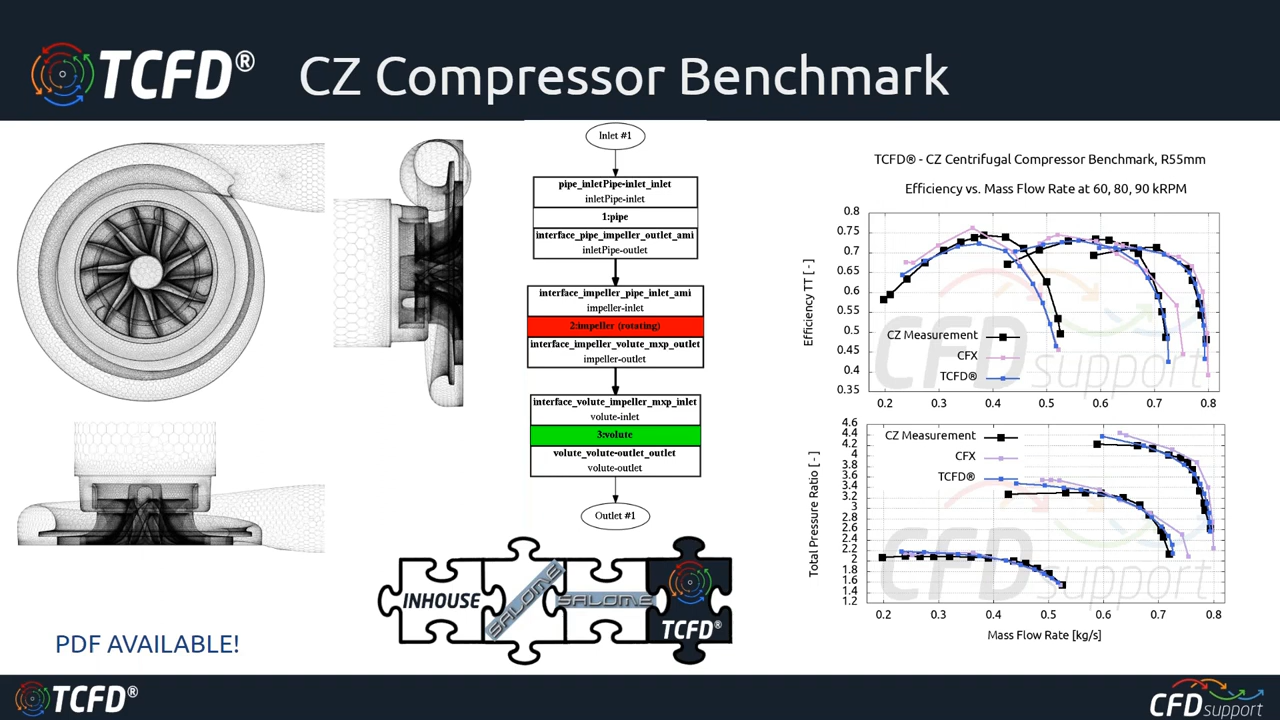 TCFD®
CZ Compressor Benchmark
Inlet #1
pipe_inletPipe-inlet_inlet
inletPipe-inlet
1:pipe
interface_pipe_impeller_outlet_ami
inletPipe-outlet
interface_impeller_pipe_inlet_ami
impeller-inlet
2:impeller (rotating)
interface_impeller_volute_mxp_outlet
impeller-outlet
interface_volute_impeller_mxp_inlet
volute-inlet
3:volute
volute_volute-outlet_outlet
volute-outlet
Outlet #1
INHOUSE
SALOME
SALOME
TCFD®
PDF AVAILABLE!
TCFD® - CZ Centrifugal Compressor Benchmark, R55mm
Efficiency vs. Mass Flow Rate at 60, 80, 90 kRPM
Efficiency TT [ - ]
0.8
0.75
0.7
0.65
0.6
0.55
0.5
0.45
0.4
0.35
CZ Measurement
CFX
TCFD®
CFD support
0.2 0.3 0.4 0.5 0.6 0.7 0.8
Total Pressure Ratio [ - ]
4.6
4.4
4.2
4
3.8
3.6
3.4
3.2
3
2.8
2.6
2.4
2.2
2
1.8
1.6
1.4
1.2
CZ Measurement
CFX
TCFD®
CFD support
0.2 0.3 0.4 0.5 0.6 0.7 0.8
Mass Flow Rate [kg/s]
TCFD®
CFD support